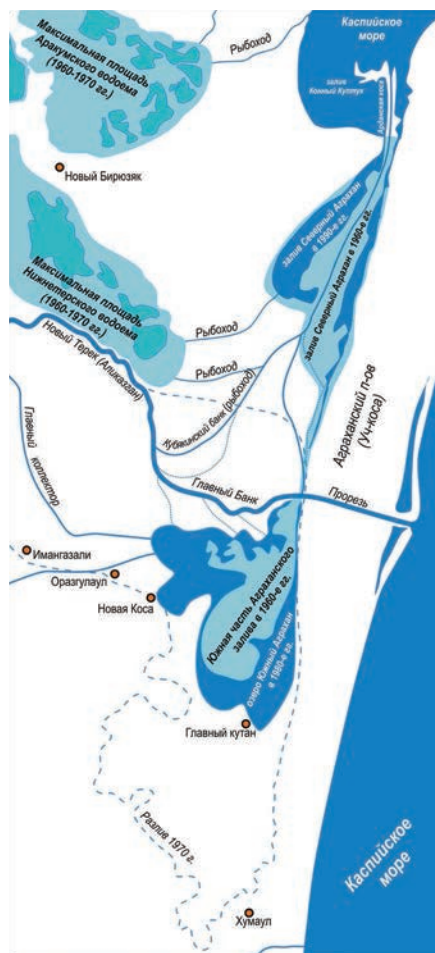 Каспийское
море
залив
Конный Култук
Рыбоход
Максимальная площадь
Аракумского водоема
(1960-1970 гг.)
Новый Бирюзяк
залив Северный Аграхан
в 1990-е гг.
залив Северный Аграхан в 1960-е гг.
Максимальная площадь
Нижнетерского водоема
(1960-1970 гг.)
Рыбоход
Новый Терек (Аликазган)
Рыбоход
Кубякинский банк (рыбоход)
Аграханский п-ов
(Уч-коса)
Главный
коллектор
Главный Банк
Прорезь
Имангазали
Оразгулаул
Новая Коса
Южная часть Аграханского
залива в 1960-е гг.
озеро Южный Аграхан
в 1980-е гг.
Главный кутан
Разлив 1970 г.
Каспийское
море
Хумаул